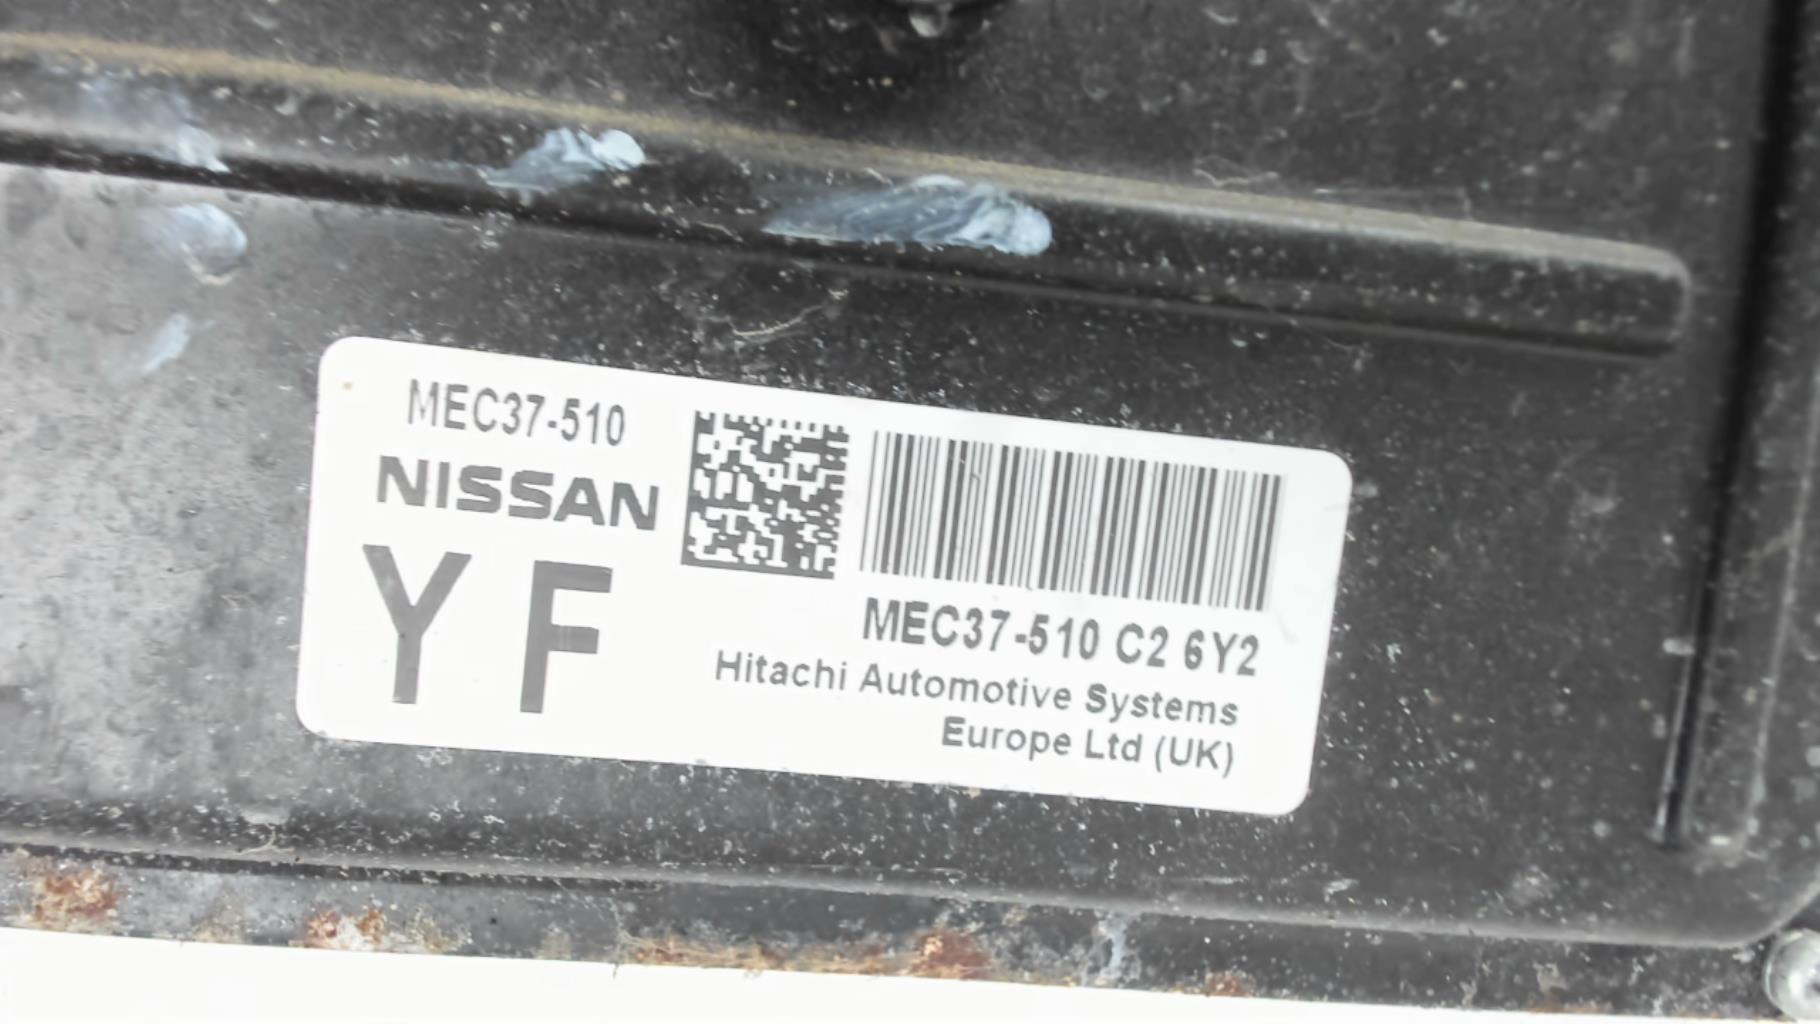 MEC37-510
NISSAN
YF
MEC37-510 C2 6Y2
Hitachi Automotive Systems
Europe Ltd (UK)